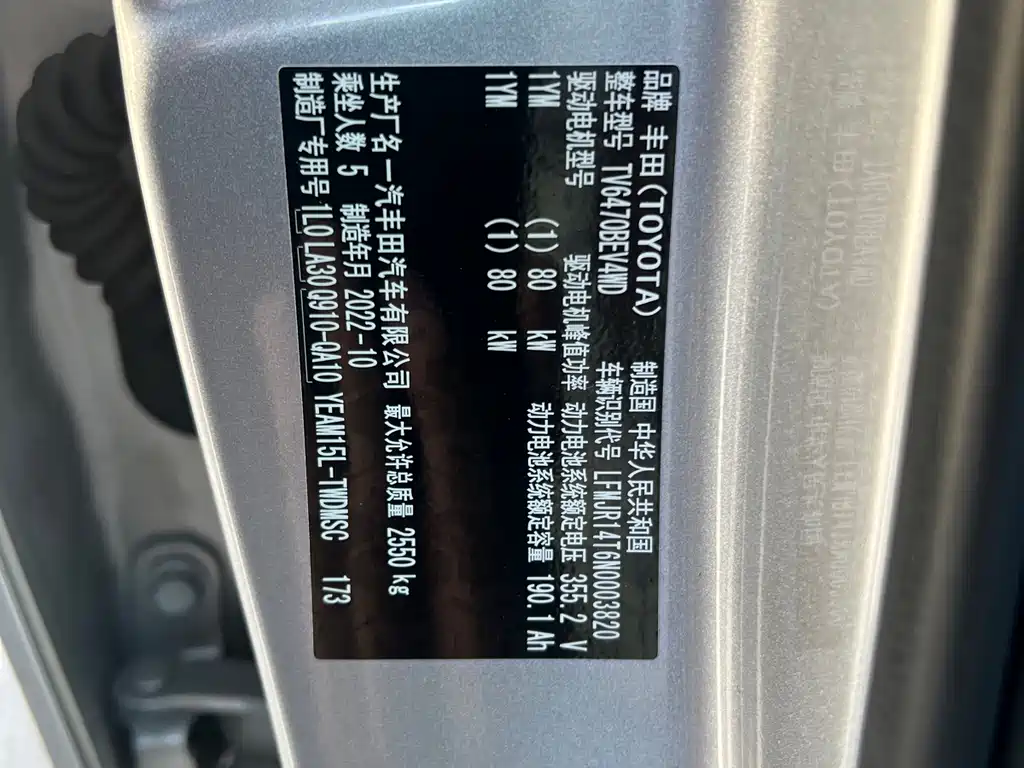 品牌 丰田(TOYOTA) 制造国 中华人民共和国
整车型号 TV6470BEV4WD 车辆识别代号 LFMJR14T6N0003820
驱动电机型号 驱动电机峰值功率 动力电池系统额定电压 355.2 V
1YM (1) 80 kW 动力电池系统额定容量 190.1 Ah
1YM (1) 80 kW
生产厂名 一汽丰田汽车有限公司 最大允许总质量 2550 kg
乘坐人数 5 制造年月 2022-10
制造厂专用号 1L0 LA30 Q910-QA10 YEAM15L-TWDMSC 173